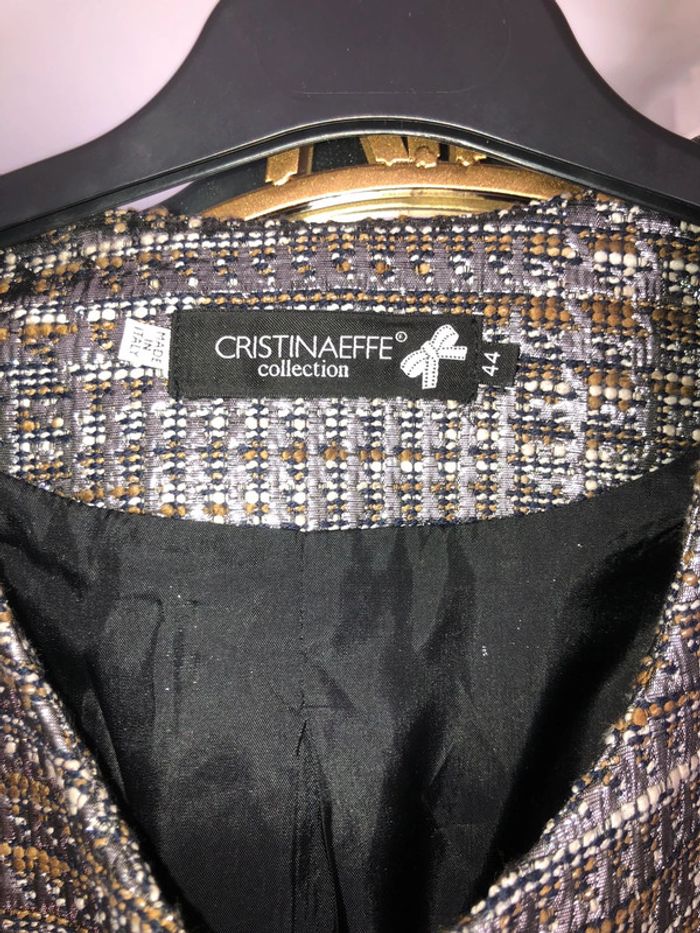 MADE
IN
ITALY
CRISTINAEFFE®
collection
44